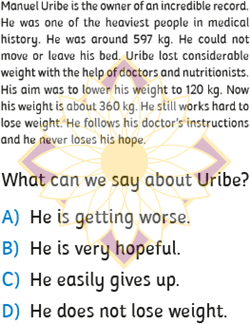 Manuel Uribe is the owner of an incredible record.
He was one of the heaviest people in medical
history. He was around 597 kg. He could not
move or leave his bed. Uribe lost considerable
weight with the help of doctors and nutritionists.
His aim was to lower his weight to 120 kg. Now
his weight is about 360 kg. He still works hard to
lose weight. He follows his doctor's instructions
and he never loses his hope.
What can we say about Uribe?
A) He is getting worse.
B) He is very hopeful.
C) He easily gives up.
D) He does not lose weight.